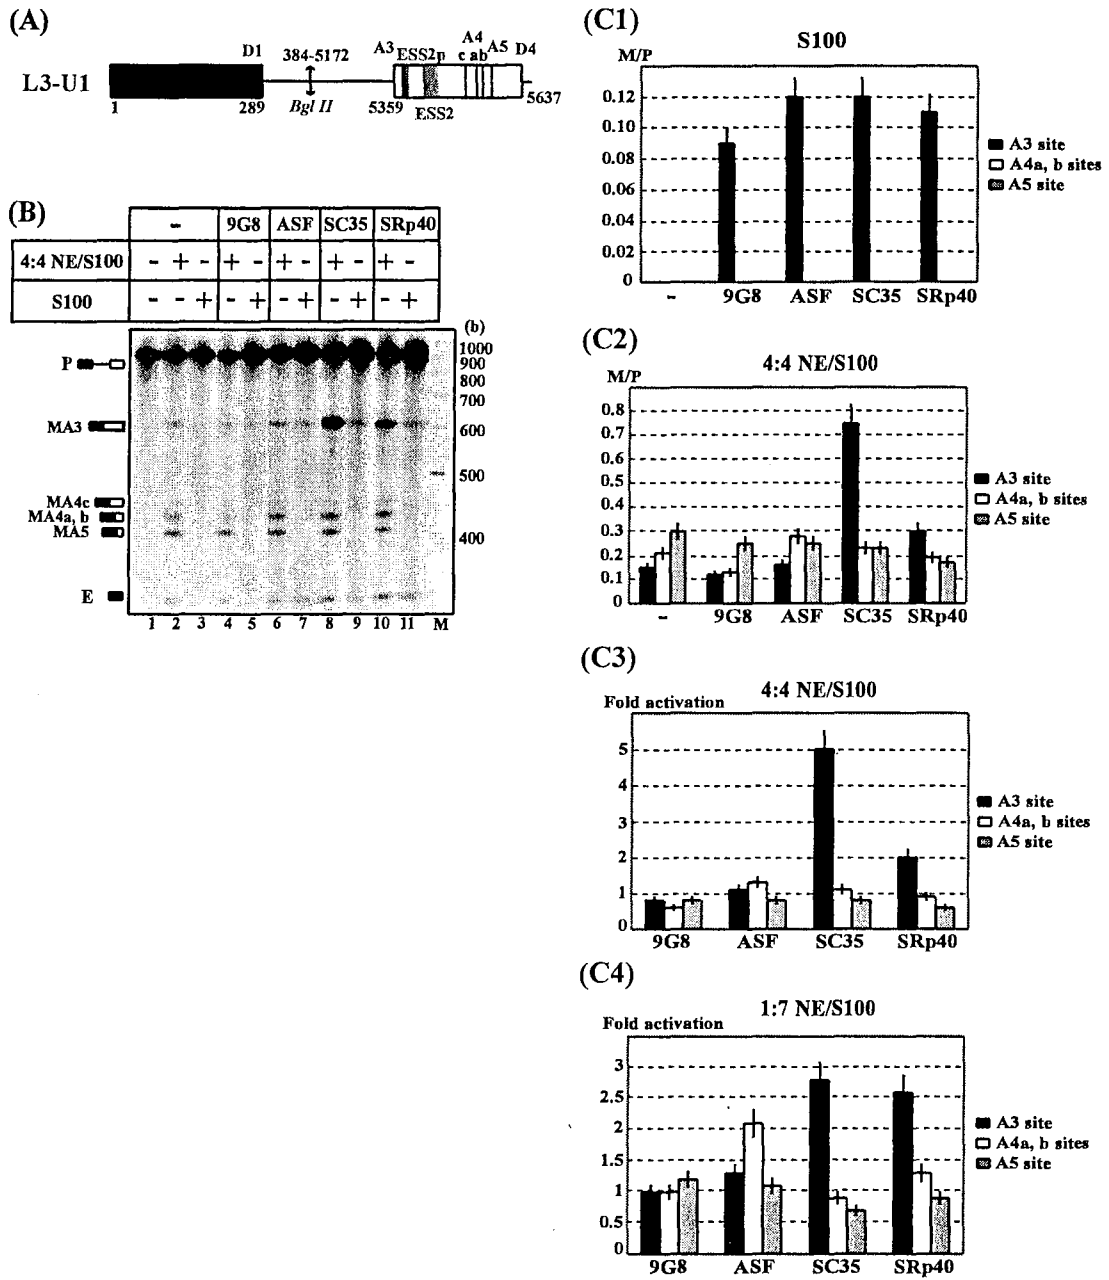 (A)
D1 384-5172 A3 ESS2p A4 c ab A5 D4
L3-U1
1 289 Bgl II 5359 ESS2 5637
(B)
- 9G8 ASF SC35 SRp40
4:4 NE/S100 - + - + - + - + - + -
S100 - - + - + - + - + - +
(b)
P
MA3
MA4c
MA4a, b
MA5
E
1000
900
800
700
600
500
400
1 2 3 4 5 6 7 8 9 10 11 M
(C1)
S100
M/P
0.12
0.10
0.08
0.06
0.04
0.02
0
- 9G8 ASF SC35 SRp40
A3 site
A4a, b sites
A5 site
(C2)
4:4 NE/S100
M/P
0.8
0.7
0.6
0.5
0.4
0.3
0.2
0.1
0
- 9G8 ASF SC35 SRp40
A3 site
A4a, b sites
A5 site
(C3)
4:4 NE/S100
Fold activation
5
4
3
2
1
0
9G8 ASF SC35 SRp40
A3 site
A4a, b sites
A5 site
(C4)
1:7 NE/S100
Fold activation
3
2.5
2
1.5
1
0.5
0
9G8 ASF SC35 SRp40
A3 site
A4a, b sites
A5 site